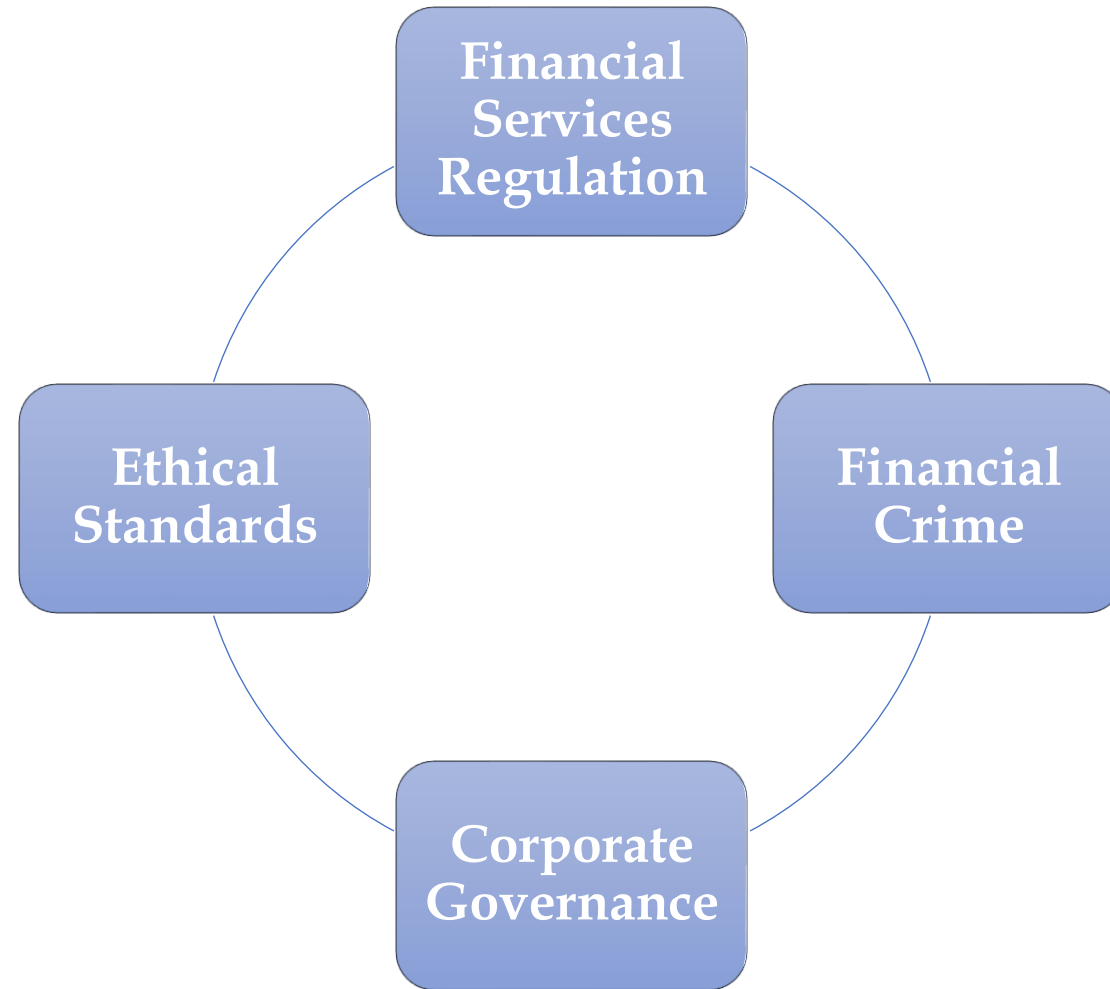 Financial
Services
Regulation
Ethical
Standards
Financial
Crime
Corporate
Governance